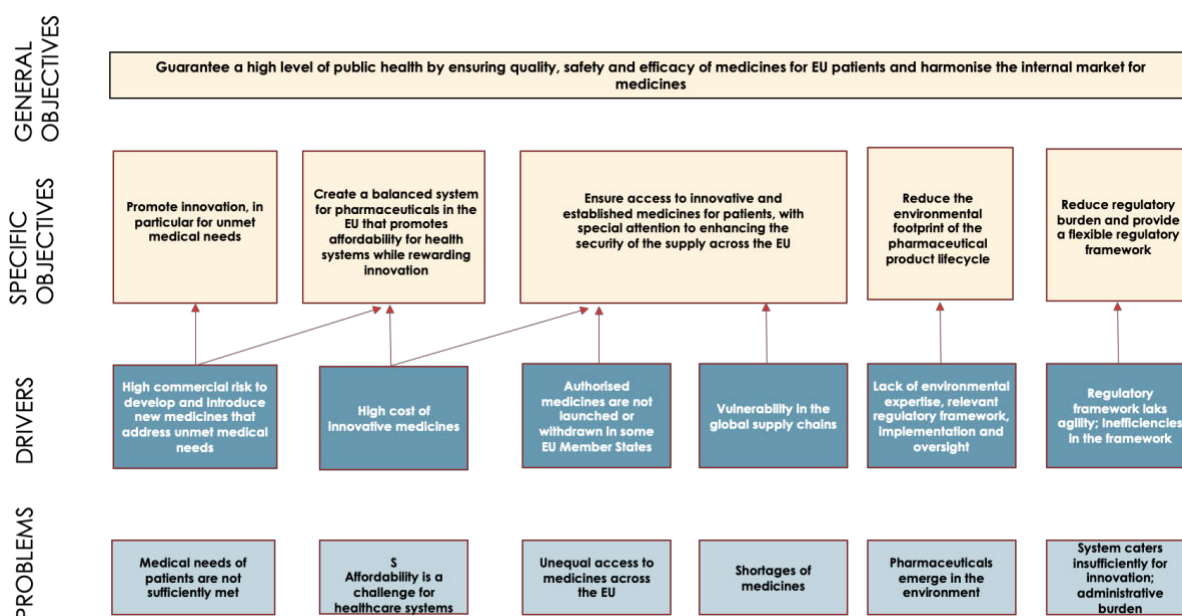 GENERAL
OBJECTIVES
Guarantee a high level of public health by ensuring quality, safety and efficacy of medicines for EU patients and harmonise the internal market for
medicines
SPECIFIC
OBJECTIVES
Promote innovation, in
particular for unmet
medical needs
Create a balanced system
for pharmaceuticals in the
EU that promotes
affordability for health
systems while rewarding
innovation
Ensure access to innovative and
established medicines for patients, with
special attention to enhancing the
security of the supply across the EU
Reduce the
environmental
footprint of the
pharmaceutical
product lifecycle
Reduce regulatory
burden and provide
a flexible regulatory
framework
DRIVERS
High commercial risk to
develop and introduce
new medicines that
address unmet medical
needs
High cost of
innovative medicines
Authorised
medicines are not
launched or
withdrawn in some
EU Member States
Vulnerability in the
global supply chains
Lack of environmental
expertise, relevant
regulatory framework,
implementation and
oversight
Regulatory
framework laks
agility; Inefficiencies
in the framework
PROBLEMS
Medical needs of
patients are not
sufficiently met
S
Affordability is a
challenge for
healthcare systems
Unequal access to
medicines across
the EU
Shortages of
medicines
Pharmaceuticals
emerge in the
environment
System caters
insufficiently for
innovation;
administrative
burden